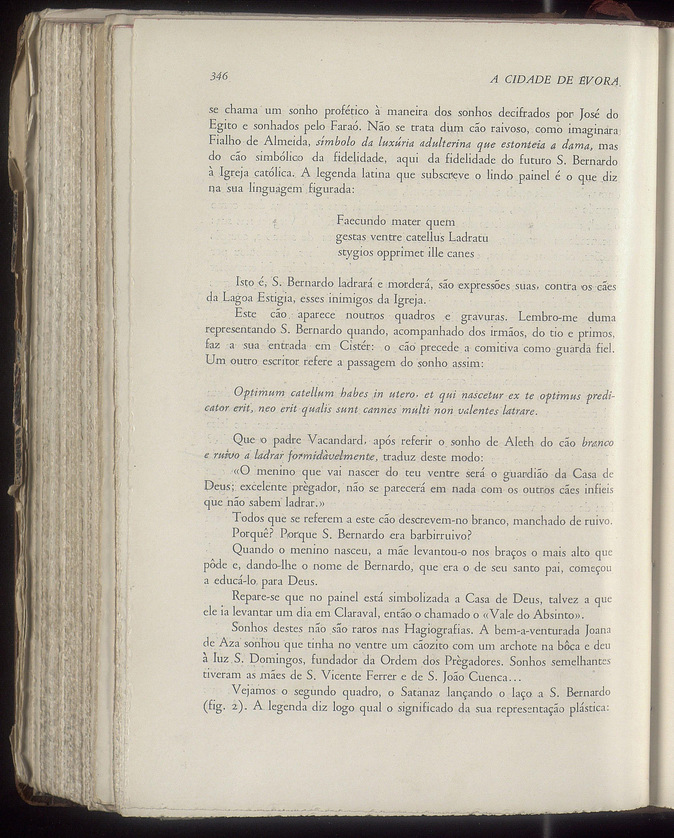 346
A CIDADE DE ÉVORA
se chama um sonho profético à maneira dos sonhos decifrados por José do
Egito e sonhados pelo Faraó. Não se trata dum cão raivoso, como imaginara
Fialho de Almeida, símbolo da luxúria adulterina que estonteia a dama, mas
do cão simbólico da fidelidade, aqui da fidelidade do futuro S. Bernardo
à Igreja católica. A legenda latina que subscreve o lindo painel é o que diz
na sua linguagem figurada:
Faecundo mater quem
gestas ventre catellus Ladratu
stygios opprimet ille canes
Isto é, S. Bernardo ladrará e morderá, são expressões suas, contra os cães
da Lagoa Estígia, esses inimigos da Igreja.
Este cão aparece noutros quadros e gravuras. Lembro-me duma
representando S. Bernardo quando, acompanhado dos irmãos, do tio e primos,
faz a sua entrada em Cistér: o cão precede a comitiva como guarda fiel.
Um outro escritor refere a passagem do sonho assim:
Optimum catellum habes in utero, et qui nascetur ex te optimus predi-
cator erit, neo erit qualis sunt cannes multi non valentes latrare.
Que o padre Vacandard, após referir o sonho de Aleth do cão branco
e ruivo a ladrar formidàvelmente, traduz deste modo:
«O menino que vai nascer do teu ventre será o guardião da Casa de
Deus; excelente prègador, não se parecerá em nada com os outros cães infieis
que não sabem ladrar.»
Todos que se referem a este cão descrevem-no branco, manchado de ruivo.
Porquê? Porque S. Bernardo era barbirruivo?
Quando o menino nasceu, a mãe levantou-o nos braços o mais alto que
pôde e, dando-lhe o nome de Bernardo, que era o de seu santo pai, começou
a educá-lo para Deus.
Repare-se que no painel está simbolizada a Casa de Deus, talvez a que
ele ia levantar um dia em Claraval, então o chamado o «Vale do Absinto».
Sonhos destes não são raros nas Hagiografias. A bem-a-venturada Joana
de Aza sonhou que tinha no ventre um cãozito com um archote na bôca e deu
à luz S. Domingos, fundador da Ordem dos Prègadores. Sonhos semelhantes
tiveram as mães de S. Vicente Ferrer e de S. João Cuenca...
Vejamos o segundo quadro, o Satanaz lançando o laço a S. Bernardo
(fig. 2). A legenda diz logo qual o significado da sua representação plástica: